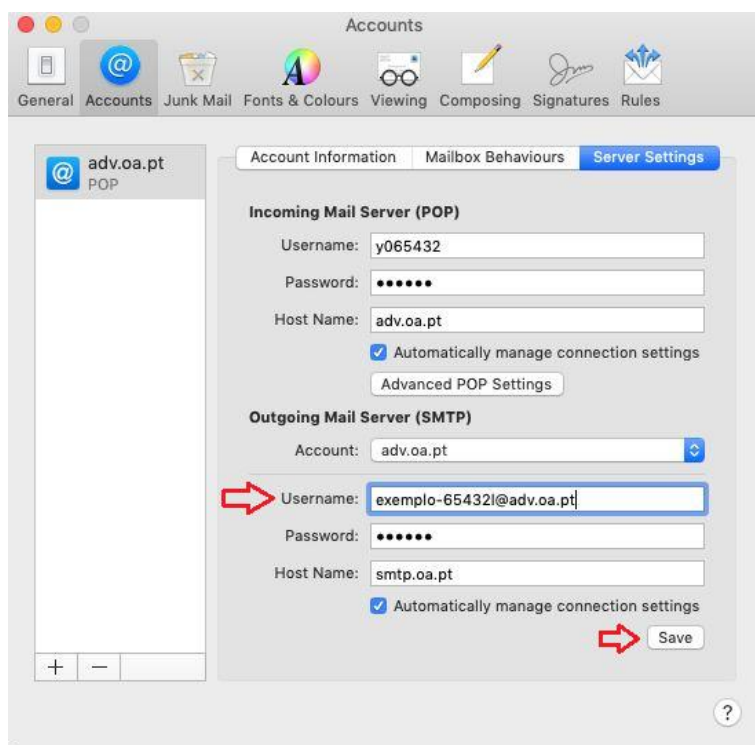 Accounts
General Accounts Junk Mail Fonts & Colours Viewing Composing Signatures Rules
adv.oa.pt
POP
Account Information Mailbox Behaviours Server Settings
Incoming Mail Server (POP)
Username: y065432
Password: ••••••
Host Name: adv.oa.pt
Automatically manage connection settings
Advanced POP Settings
Outgoing Mail Server (SMTP)
Account: adv.oa.pt
Username: exemplo-65432l@adv.oa.pt
Password: ••••••
Host Name: smtp.oa.pt
Automatically manage connection settings
Save
+ −
?